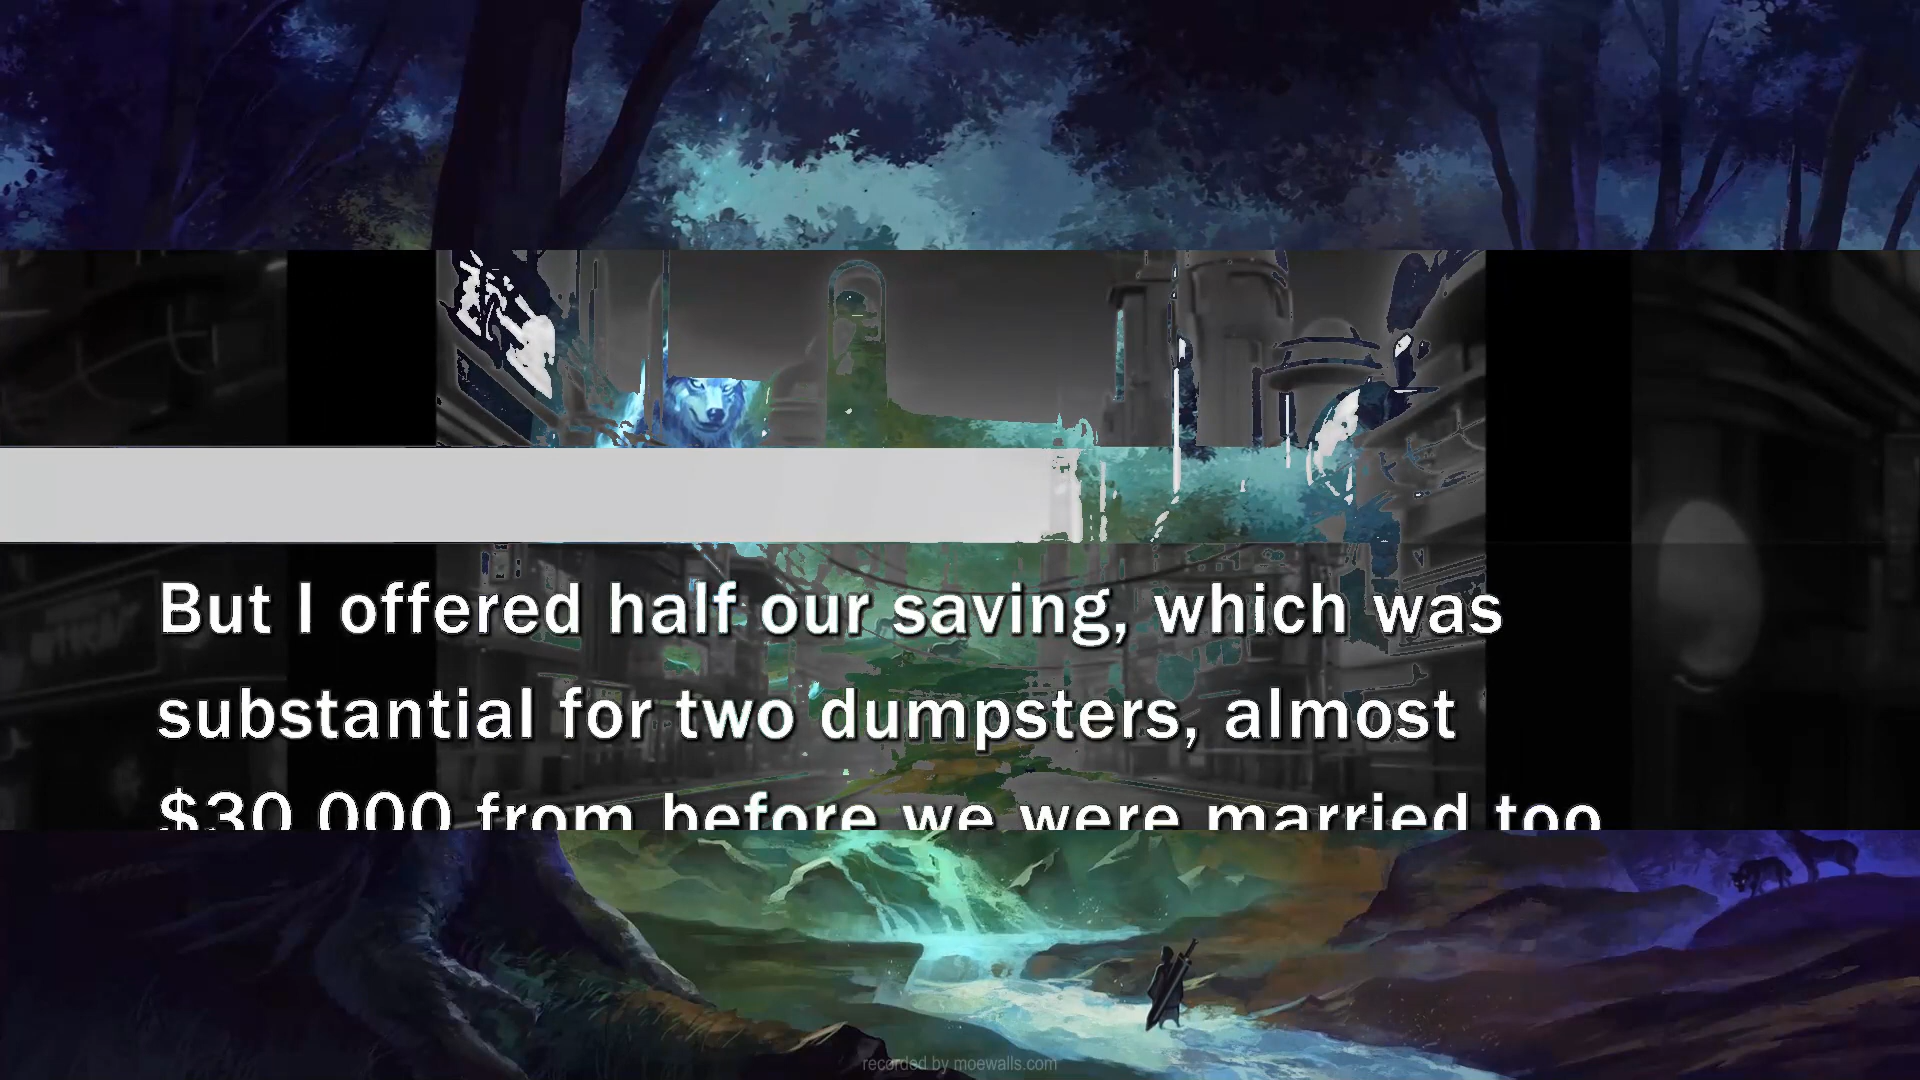 But I offered half our saving, which was
substantial for two dumpsters, almost
$30,000 from before we were married too
recorded by moewalls.com